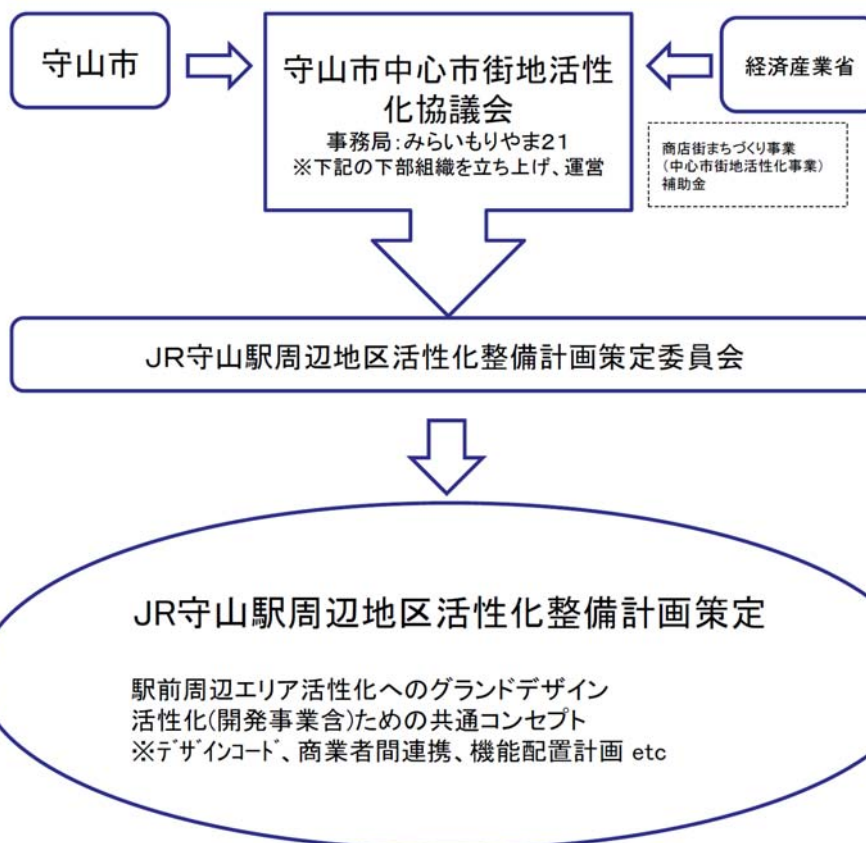 守山市
守山市中心市街地活性
化協議会
事務局:みらいもりやま21
※下記の下部組織を立ち上げ、運営
経済産業省
商店街まちづくり事業
(中心市街地活性化事業)
補助金
JR守山駅周辺地区活性化整備計画策定委員会
JR守山駅周辺地区活性化整備計画策定
駅前周辺エリア活性化へのグランドデザイン
活性化(開発事業含)ための共通コンセプト
※デザインコード、商業者間連携、機能配置計画 etc